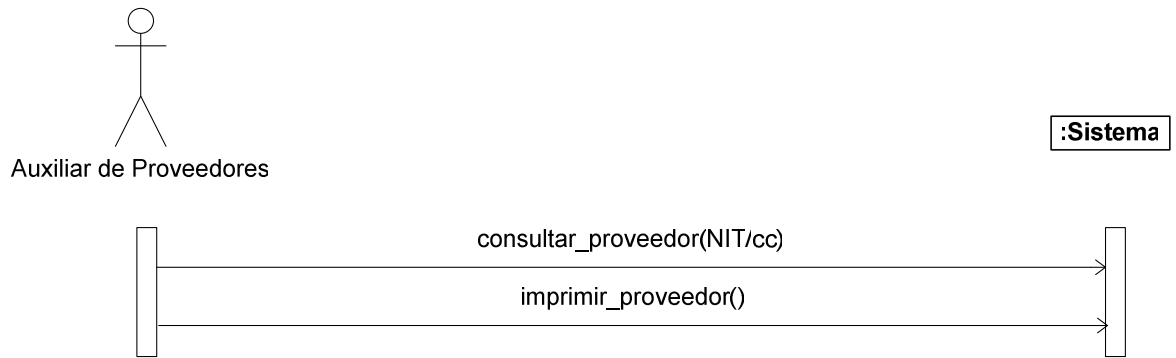 :Sistema
Auxiliar de Proveedores
consultar_proveedor(NIT/cc)
imprimir_proveedor()